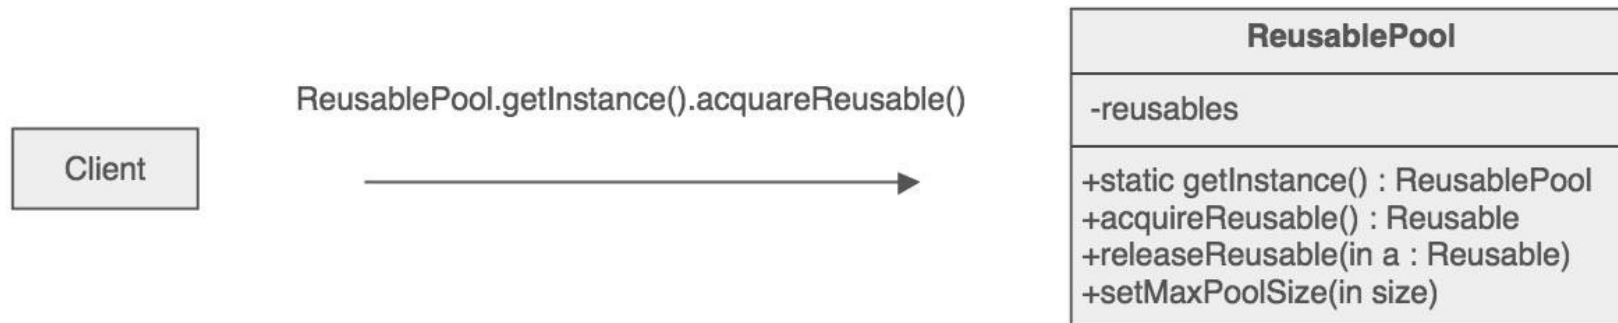 Client
ReusablePool.getInstance().acquareReusable()
ReusablePool
-reusables
+static getInstance() : ReusablePool
+acquireReusable() : Reusable
+releaseReusable(in a : Reusable)
+setMaxPoolSize(in size)